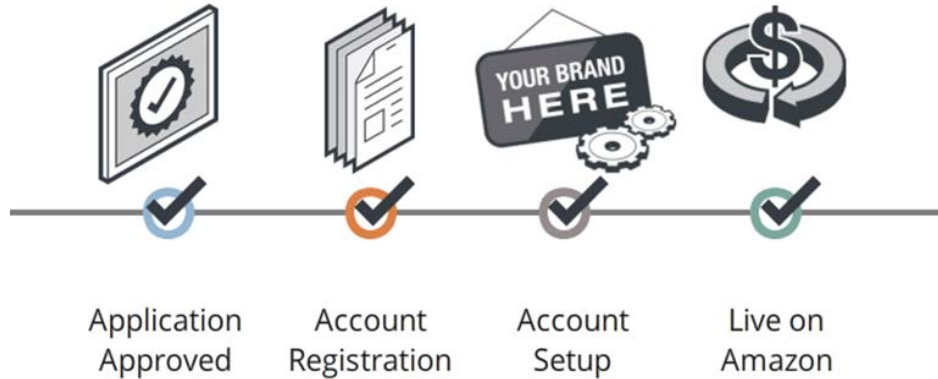 YOUR BRAND
HERE
$
Application
Approved
Account
Registration
Account
Setup
Live on
Amazon